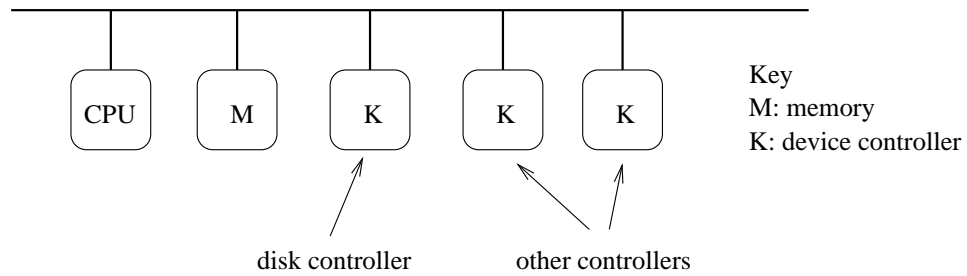 CPU
M
K
K
K
Key
M: memory
K: device controller
disk controller
other controllers